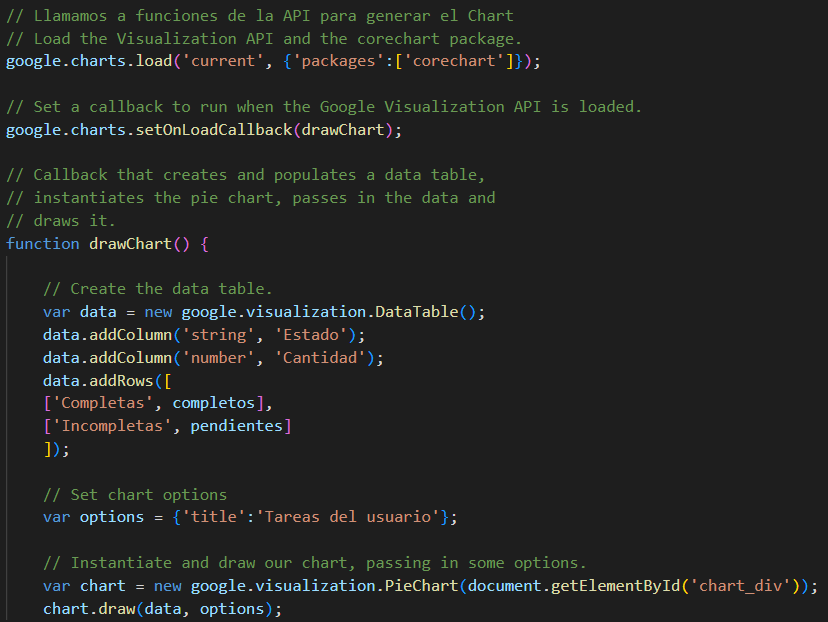 // Llamamos a funciones de la API para generar el Chart
// Load the Visualization API and the corechart package.
google.charts.load('current', {'packages':['corechart']});
// Set a callback to run when the Google Visualization API is loaded.
google.charts.setOnLoadCallback(drawChart);
// Callback that creates and populates a data table,
// instantiates the pie chart, passes in the data and
// draws it.
function drawChart() {
// Create the data table.
var data = new google.visualization.DataTable();
data.addColumn('string', 'Estado');
data.addColumn('number', 'Cantidad');
data.addRows([
['Completas', completos],
['Incompletas', pendientes]
]);
// Set chart options
var options = {'title':'Tareas del usuario'};
// Instantiate and draw our chart, passing in some options.
var chart = new google.visualization.PieChart(document.getElementById('chart_div'));
chart.draw(data, options);